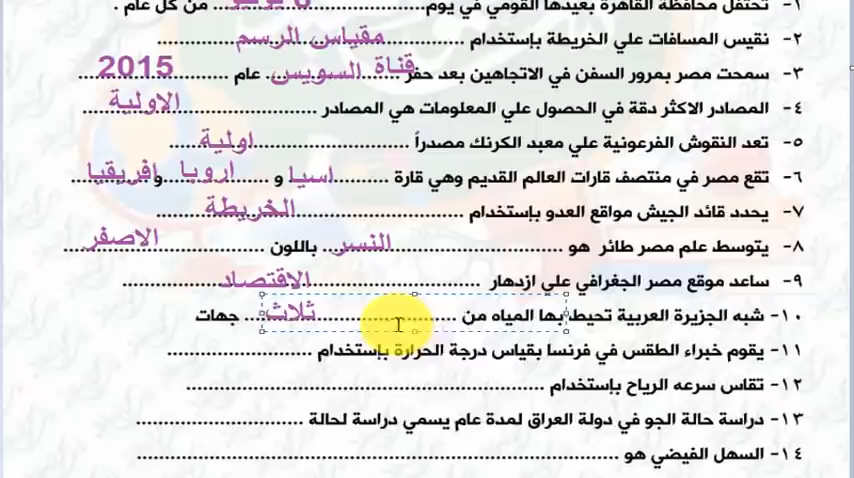 ١- تحتفل محافظة القاهرة بعيدها القومي في يوم.................... من كل عام .
٢- نقيس المسافات علي الخريطة بإستخدام .......... مقياس الرسم ..........
٣- سمحت مصر بمرور السفن في الاتجاهين بعد حفر قناة السويس عام ..... 2015 .....
٤- المصادر الاكثر دقة في الحصول علي المعلومات هي المصادر .......... الاولية ..........
٥- تعد النقوش الفرعونية علي معبد الكرنك مصدراً .......... اولية ..........
٦- تقع مصر في منتصف قارات العالم القديم وهي قارة .......... اسيا و اروبا و افريقيا ..........
٧- يحدد قائد الجيش مواقع العدو بإستخدام .......... الخريطة ..........
٨- يتوسط علم مصر طائر هو .......... النسر .. باللون .......... الاصفر ..........
٩- ساعد موقع مصر الجغرافي علي ازدهار .......... الاقتصاد ..........
١٠- شبه الجزيرة العربية تحيط بها المياه من .......... ثلاث .... جهات
١١- يقوم خبراء الطقس في فرنسا بقياس درجة الحرارة بإستخدام ..............................
١٢- تقاس سرعه الرياح بإستخدام ..............................
١٣- دراسة حالة الجو في دولة العراق لمدة عام يسمي دراسة لحالة ..............................
١٤- السهل الفيضي هو ..............................